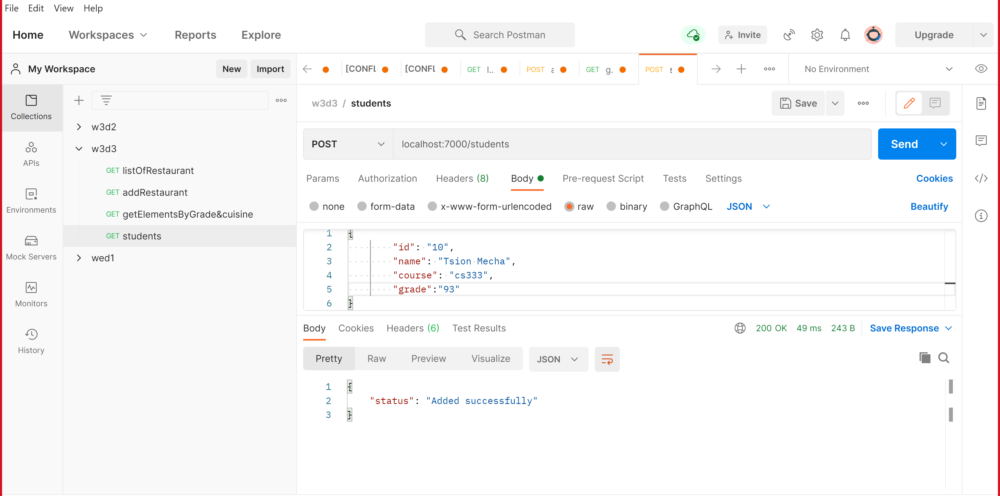 File Edit View Help
Home Workspaces Reports Explore Search Postman Invite Upgrade
My Workspace New Import [CONFL [CONFL GET l... POST GET g. POST No Environment
Collections
APIs
Environments
Mock Servers
Monitors
History
w3d2
w3d3
GET listOfRestaurant
GET addRestaurant
GET getElementsByGrade&cuisine
GET students
wed1
w3d3 / students Save
POST localhost:7000/students Send
Params Authorization Headers (8) Body Pre-request Script Tests Settings Cookies
none form-data x-www-form-urlencoded raw binary GraphQL JSON Beautify
1 {
2 "id": "10",
3 "name": "Tsion Mecha",
4 "course": "cs333",
5 "grade":"93"
6 }
Body Cookies Headers (6) Test Results 200 OK 49 ms 243 B Save Response
Pretty Raw Preview Visualize JSON
1 {
2 "status": "Added successfully"
3 }